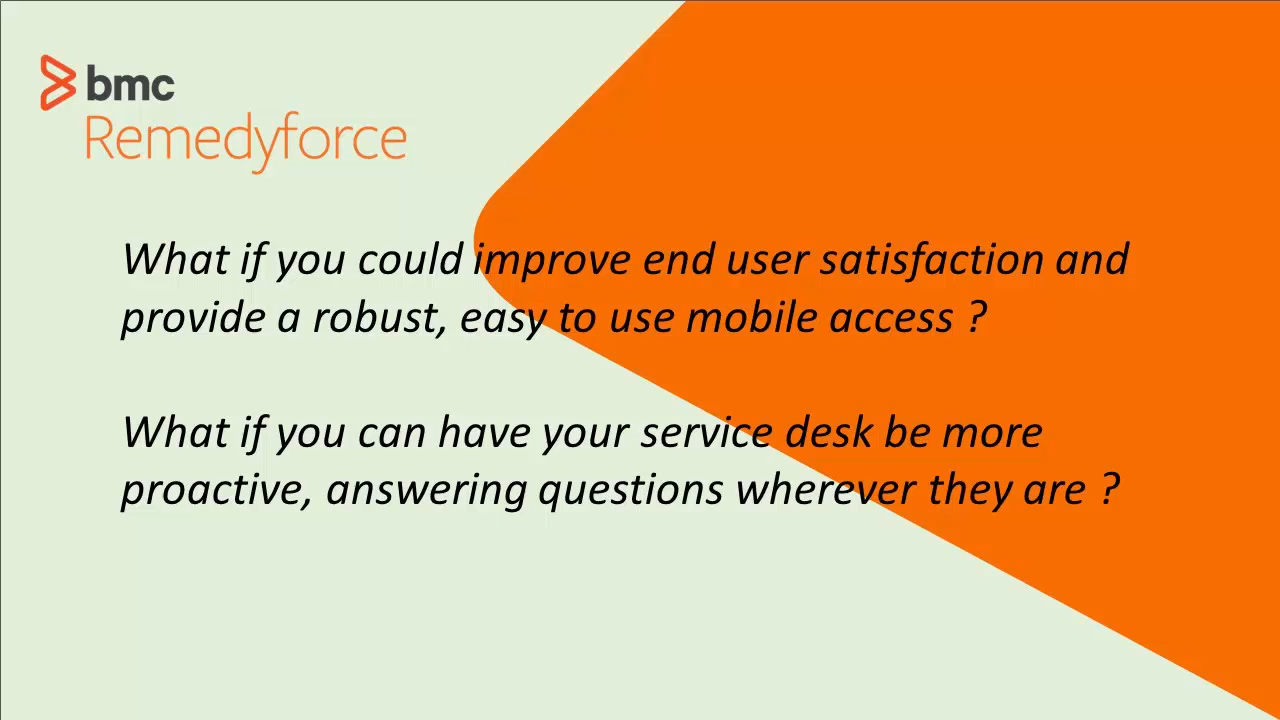 bmc
Remedyforce
What if you could improve end user satisfaction and
provide a robust, easy to use mobile access ?
What if you can have your service desk be more
proactive, answering questions wherever they are ?